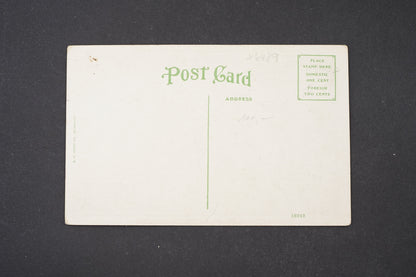 Post Card
ADDRESS
PLACE
STAMP HERE
DOMESTIC
ONE CENT
FOREIGN
TWO CENTS